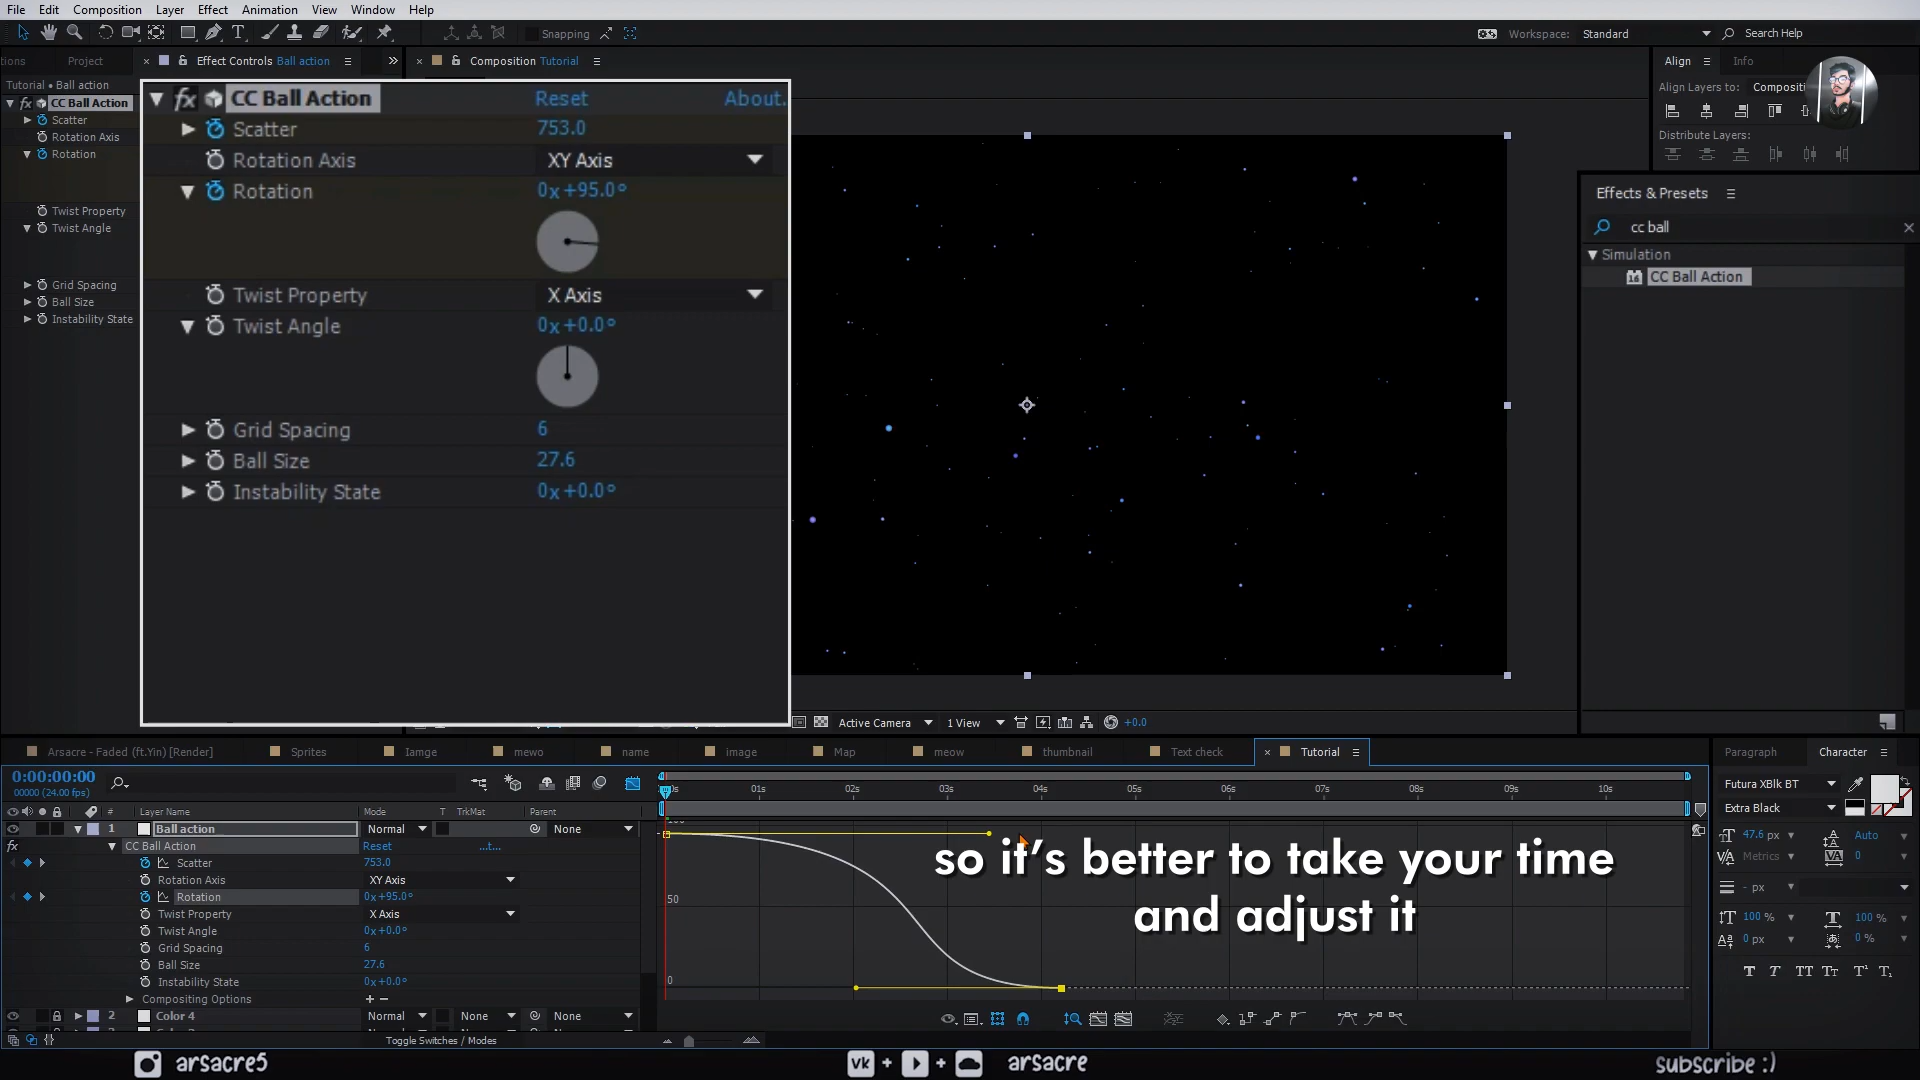 File Edit Composition Layer Effect Animation View Window Help
Snapping
Workspace: Standard
Search Help
tions Project
Effect Controls Ball action
Composition Tutorial
Align Info
Tutorial • Ball action
fx CC Ball Action
Scatter
Rotation Axis
Rotation
Twist Property
Twist Angle
Grid Spacing
Ball Size
Instability State
fx CC Ball Action Reset About.
Scatter 753.0
Rotation Axis XY Axis
Rotation 0x+95.0°
Twist Property X Axis
Twist Angle 0x+0.0°
Grid Spacing 6
Ball Size 27.6
Instability State 0x+0.0°
Align Layers to: Compositi
Distribute Layers:
Effects & Presets
cc ball
Simulation
CC Ball Action
Active Camera 1 View +0.0
Arsacre - Faded (ft.Yin) [Render] Sprites Iamge mewo name image Map meow thumbnail Text check Tutorial
0:00:00:00
00000 (24.00 fps)
# Layer Name Mode T TrkMat Parent
1 Ball action Normal None
fx CC Ball Action Reset ...t...
Scatter 753.0
Rotation Axis XY Axis
Rotation 0x+95.0°
Twist Property X Axis
Twist Angle 0x+0.0°
Grid Spacing 6
Ball Size 27.6
Instability State 0x+0.0°
Compositing Options + −
2 Color 4 Normal None None
Toggle Switches / Modes
01s 02s 03s 04s 05s 06s 07s 08s 09s 10s
100
50
0
so it's better to take your time
and adjust it
Paragraph Character
Futura XBlk BT
Extra Black
47.6 px Auto
Metrics 0
- px
100 % 100 %
0 px 0 %
T T TT Tт T¹ T₁
arsacre5
vk + + arsacre
subscribe :)